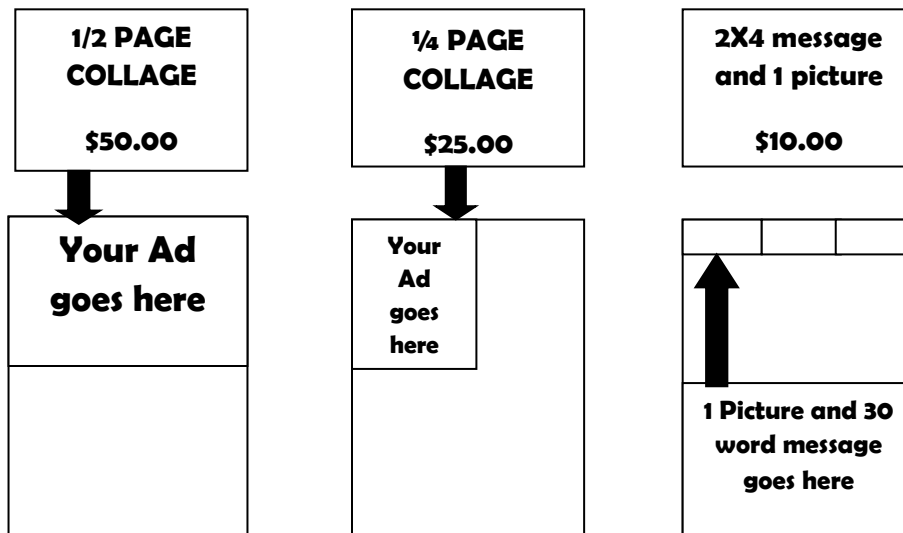 1/2 PAGE
COLLAGE
$50.00
¼ PAGE
COLLAGE
$25.00
2X4 message
and 1 picture
$10.00
Your Ad
goes here
Your
Ad
goes
here
1 Picture and 30
word message
goes here